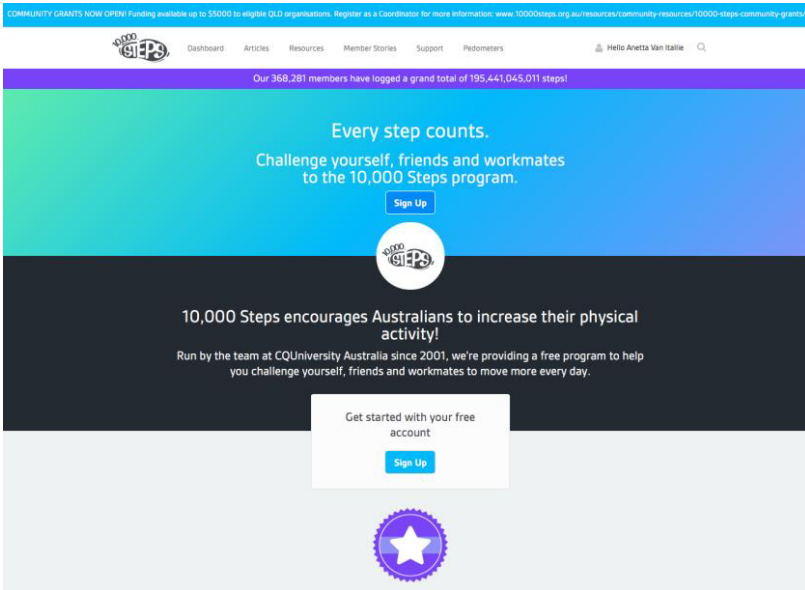 COMMUNITY GRANTS NOW OPEN! Funding available up to $5000 to eligible QLD organisations. Register as a Coordinator for more information: www.10000steps.org.au/resources/community-resources/10000-steps-community-grants/
10,000 STEPS
Dashboard Articles Resources Member Stories Support Pedometers Hello Anetta Van Itallie
Our 368,281 members have logged a grand total of 195,441,045,011 steps!
Every step counts.
Challenge yourself, friends and workmates
to the 10,000 Steps program.
Sign Up
10,000 STEPS
10,000 Steps encourages Australians to increase their physical
activity!
Run by the team at CQUniversity Australia since 2001, we're providing a free program to help
you challenge yourself, friends and workmates to move more every day.
Get started with your free
account
Sign Up